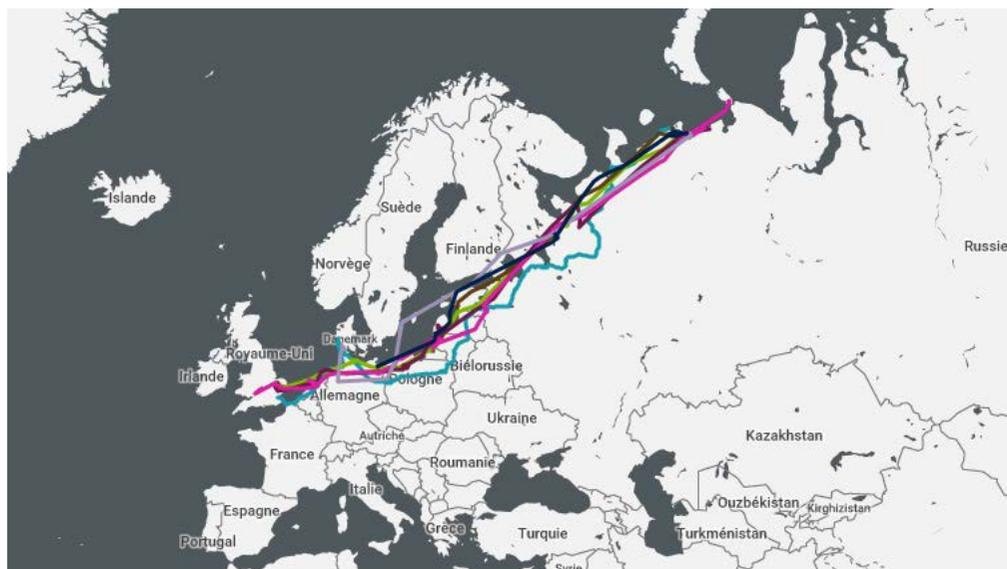 Islande
Suède
Finlande
Russie
Norvège
Danemark
Royaume-Uni
Irlande
Biélorussie
Pologne
Allemagne
Ukraine
Autriche
Kazakhstan
France
Roumanie
Italie
Ouzbékistan
Kirghizistan
Espagne
Grèce
Turquie
Turkménistan
Portugal
Syrie